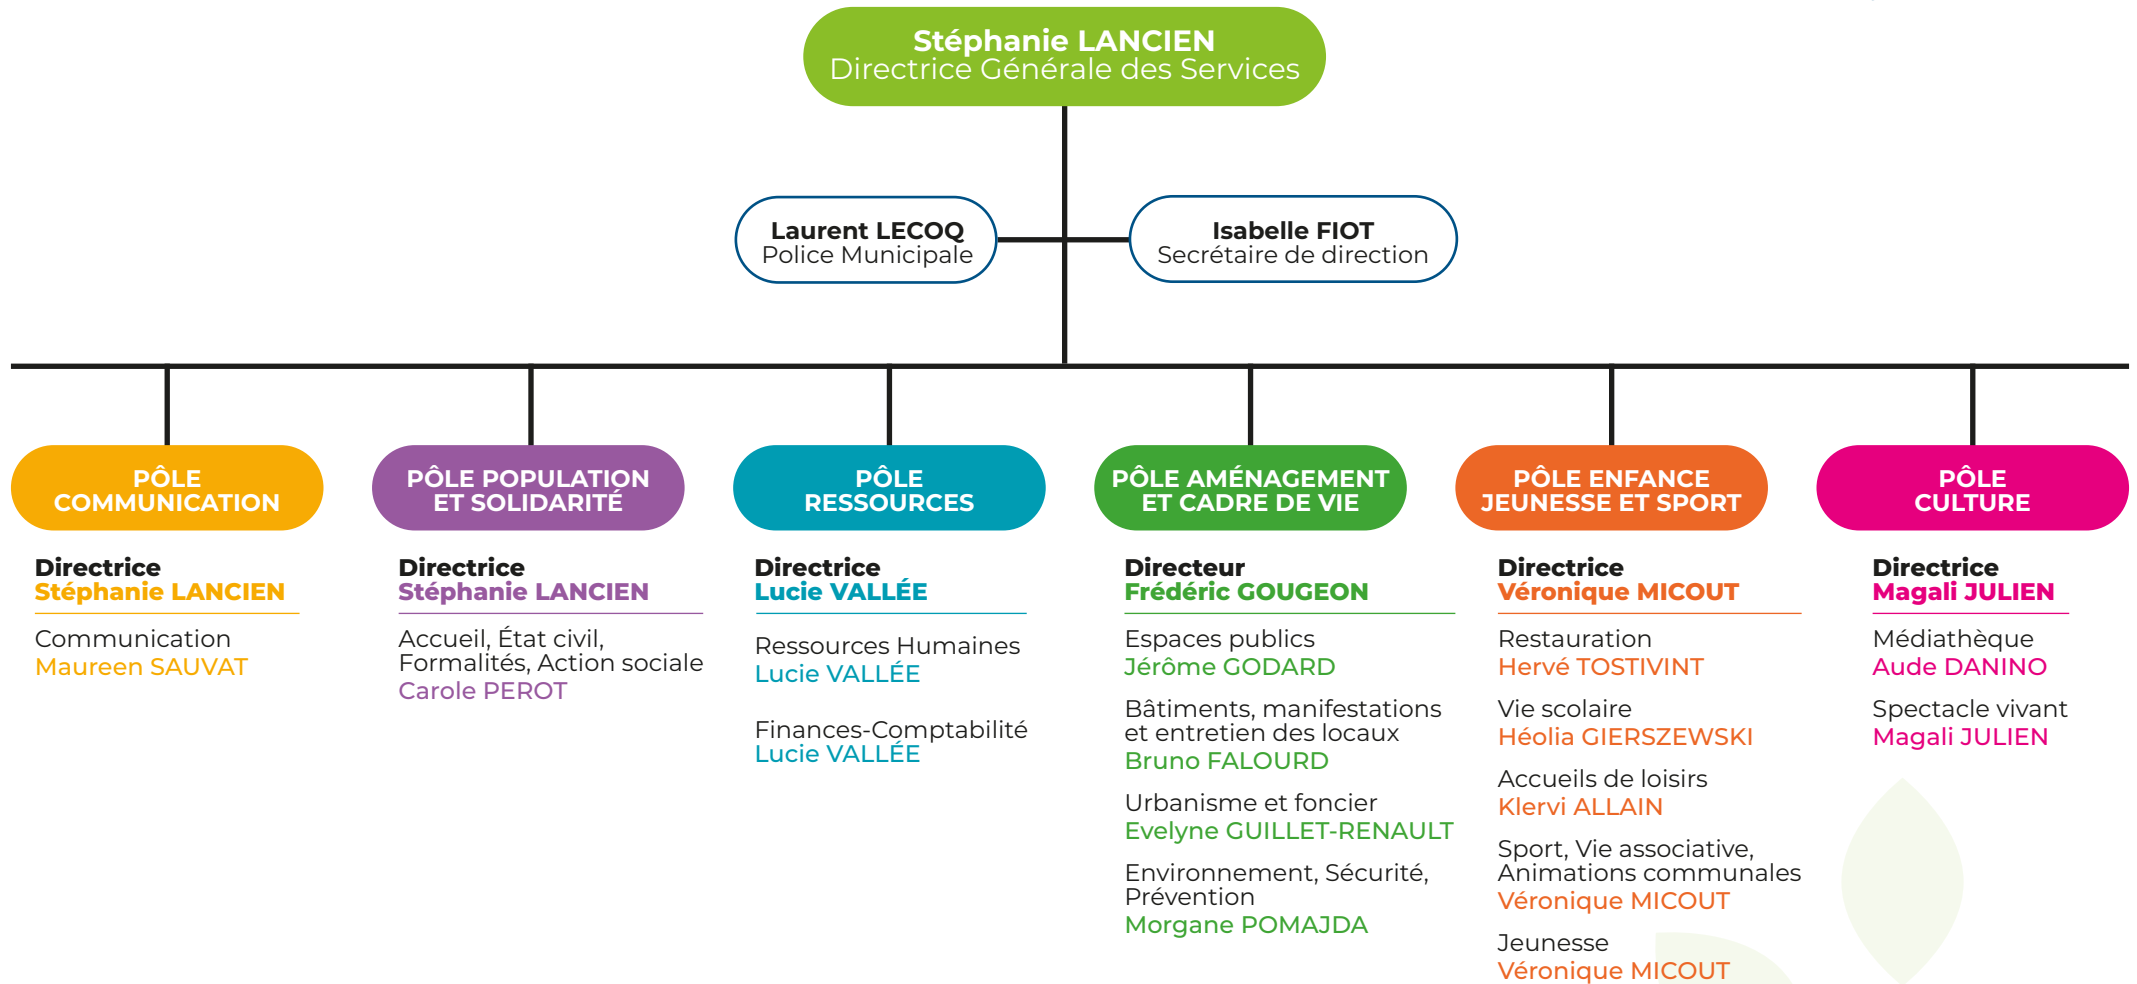 Stéphanie LANCIEN
Directrice Générale des Services
Laurent LECOQ
Police Municipale
Isabelle FIOT
Secrétaire de direction
PÔLE
COMMUNICATION
Directrice
Stéphanie LANCIEN
Communication
Maureen SAUVAT
PÔLE POPULATION
ET SOLIDARITÉ
Directrice
Stéphanie LANCIEN
Accueil, État civil,
Formalités, Action sociale
Carole PEROT
PÔLE
RESSOURCES
Directrice
Lucie VALLÉE
Ressources Humaines
Lucie VALLÉE
Finances-Comptabilité
Lucie VALLÉE
PÔLE AMÉNAGEMENT
ET CADRE DE VIE
Directeur
Frédéric GOUGEON
Espaces publics
Jérôme GODARD
Bâtiments, manifestations
et entretien des locaux
Bruno FALOURD
Urbanisme et foncier
Evelyne GUILLET-RENAULT
Environnement, Sécurité,
Prévention
Morgane POMAJDA
PÔLE ENFANCE
JEUNESSE ET SPORT
Directrice
Véronique MICOUT
Restauration
Hervé TOSTIVINT
Vie scolaire
Héolia GIERSZEWSKI
Accueils de loisirs
Klervi ALLAIN
Sport, Vie associative,
Animations communales
Véronique MICOUT
Jeunesse
Véronique MICOUT
PÔLE
CULTURE
Directrice
Magali JULIEN
Médiathèque
Aude DANINO
Spectacle vivant
Magali JULIEN